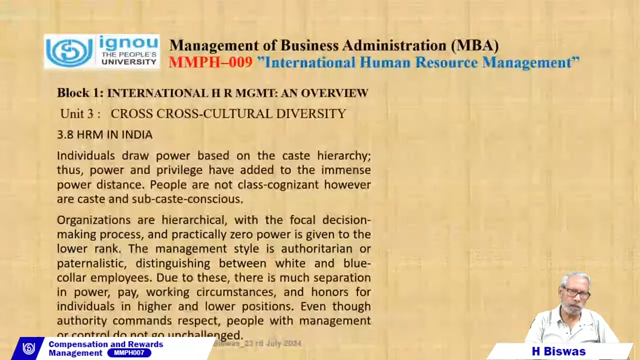 ignou
THE PEOPLE'S
UNIVERSITY
Management of Business Administration (MBA)
MMPH–009 ”International Human Resource Management”
Block 1: INTERNATIONAL H R MGMT: AN OVERVIEW
Unit 3 : CROSS CROSS-CULTURAL DIVERSITY
3.8 HRM IN INDIA
Individuals draw power based on the caste hierarchy;
thus, power and privilege have added to the immense
power distance. People are not class-cognizant however
are caste and sub-caste-conscious.
Organizations are hierarchical, with the focal decision-
making process, and practically zero power is given to the
lower rank. The management style is authoritarian or
paternalistic, distinguishing between white and blue-
collar employees. Due to these, there is much separation
in power, pay, working circumstances, and honors for
individuals in higher and lower positions. Even though
authority commands respect, people with management
or control do not go unchallenged.
Biswas_23 rd July 2024
Compensation and Rewards
Management MMPH007
H Biswas